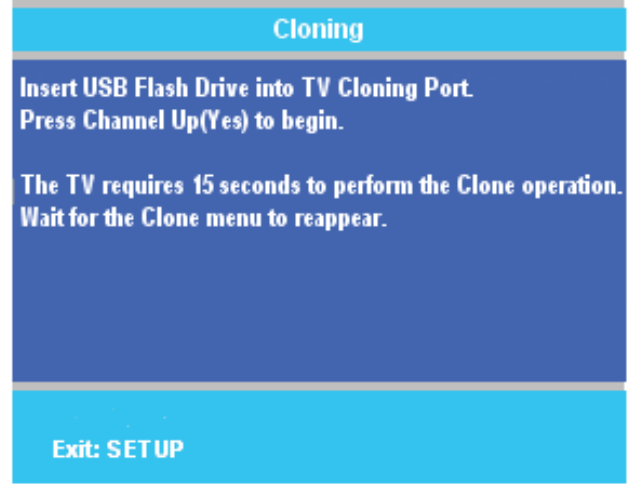 Cloning
Insert USB Flash Drive into TV Cloning Port.
Press Channel Up(Yes) to begin.
The TV requires 15 seconds to perform the Clone operation.
Wait for the Clone menu to reappear.
Exit: SETUP